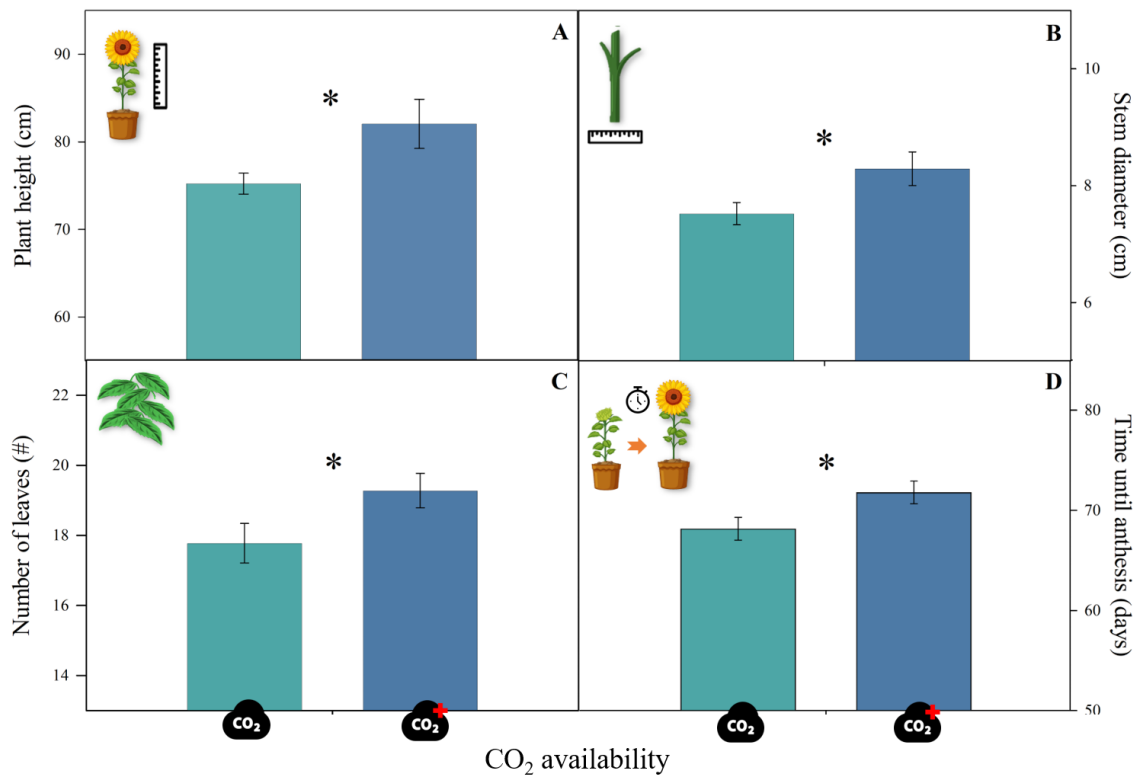 A
Plant height (cm)
90
80
70
60
*
B
Stem diameter (cm)
10
8
6
*
C
Number of leaves (#)
22
20
18
16
14
*
D
Time until anthesis (days)
80
70
60
50
*
CO₂
CO₂
CO₂
CO₂
CO₂ availability